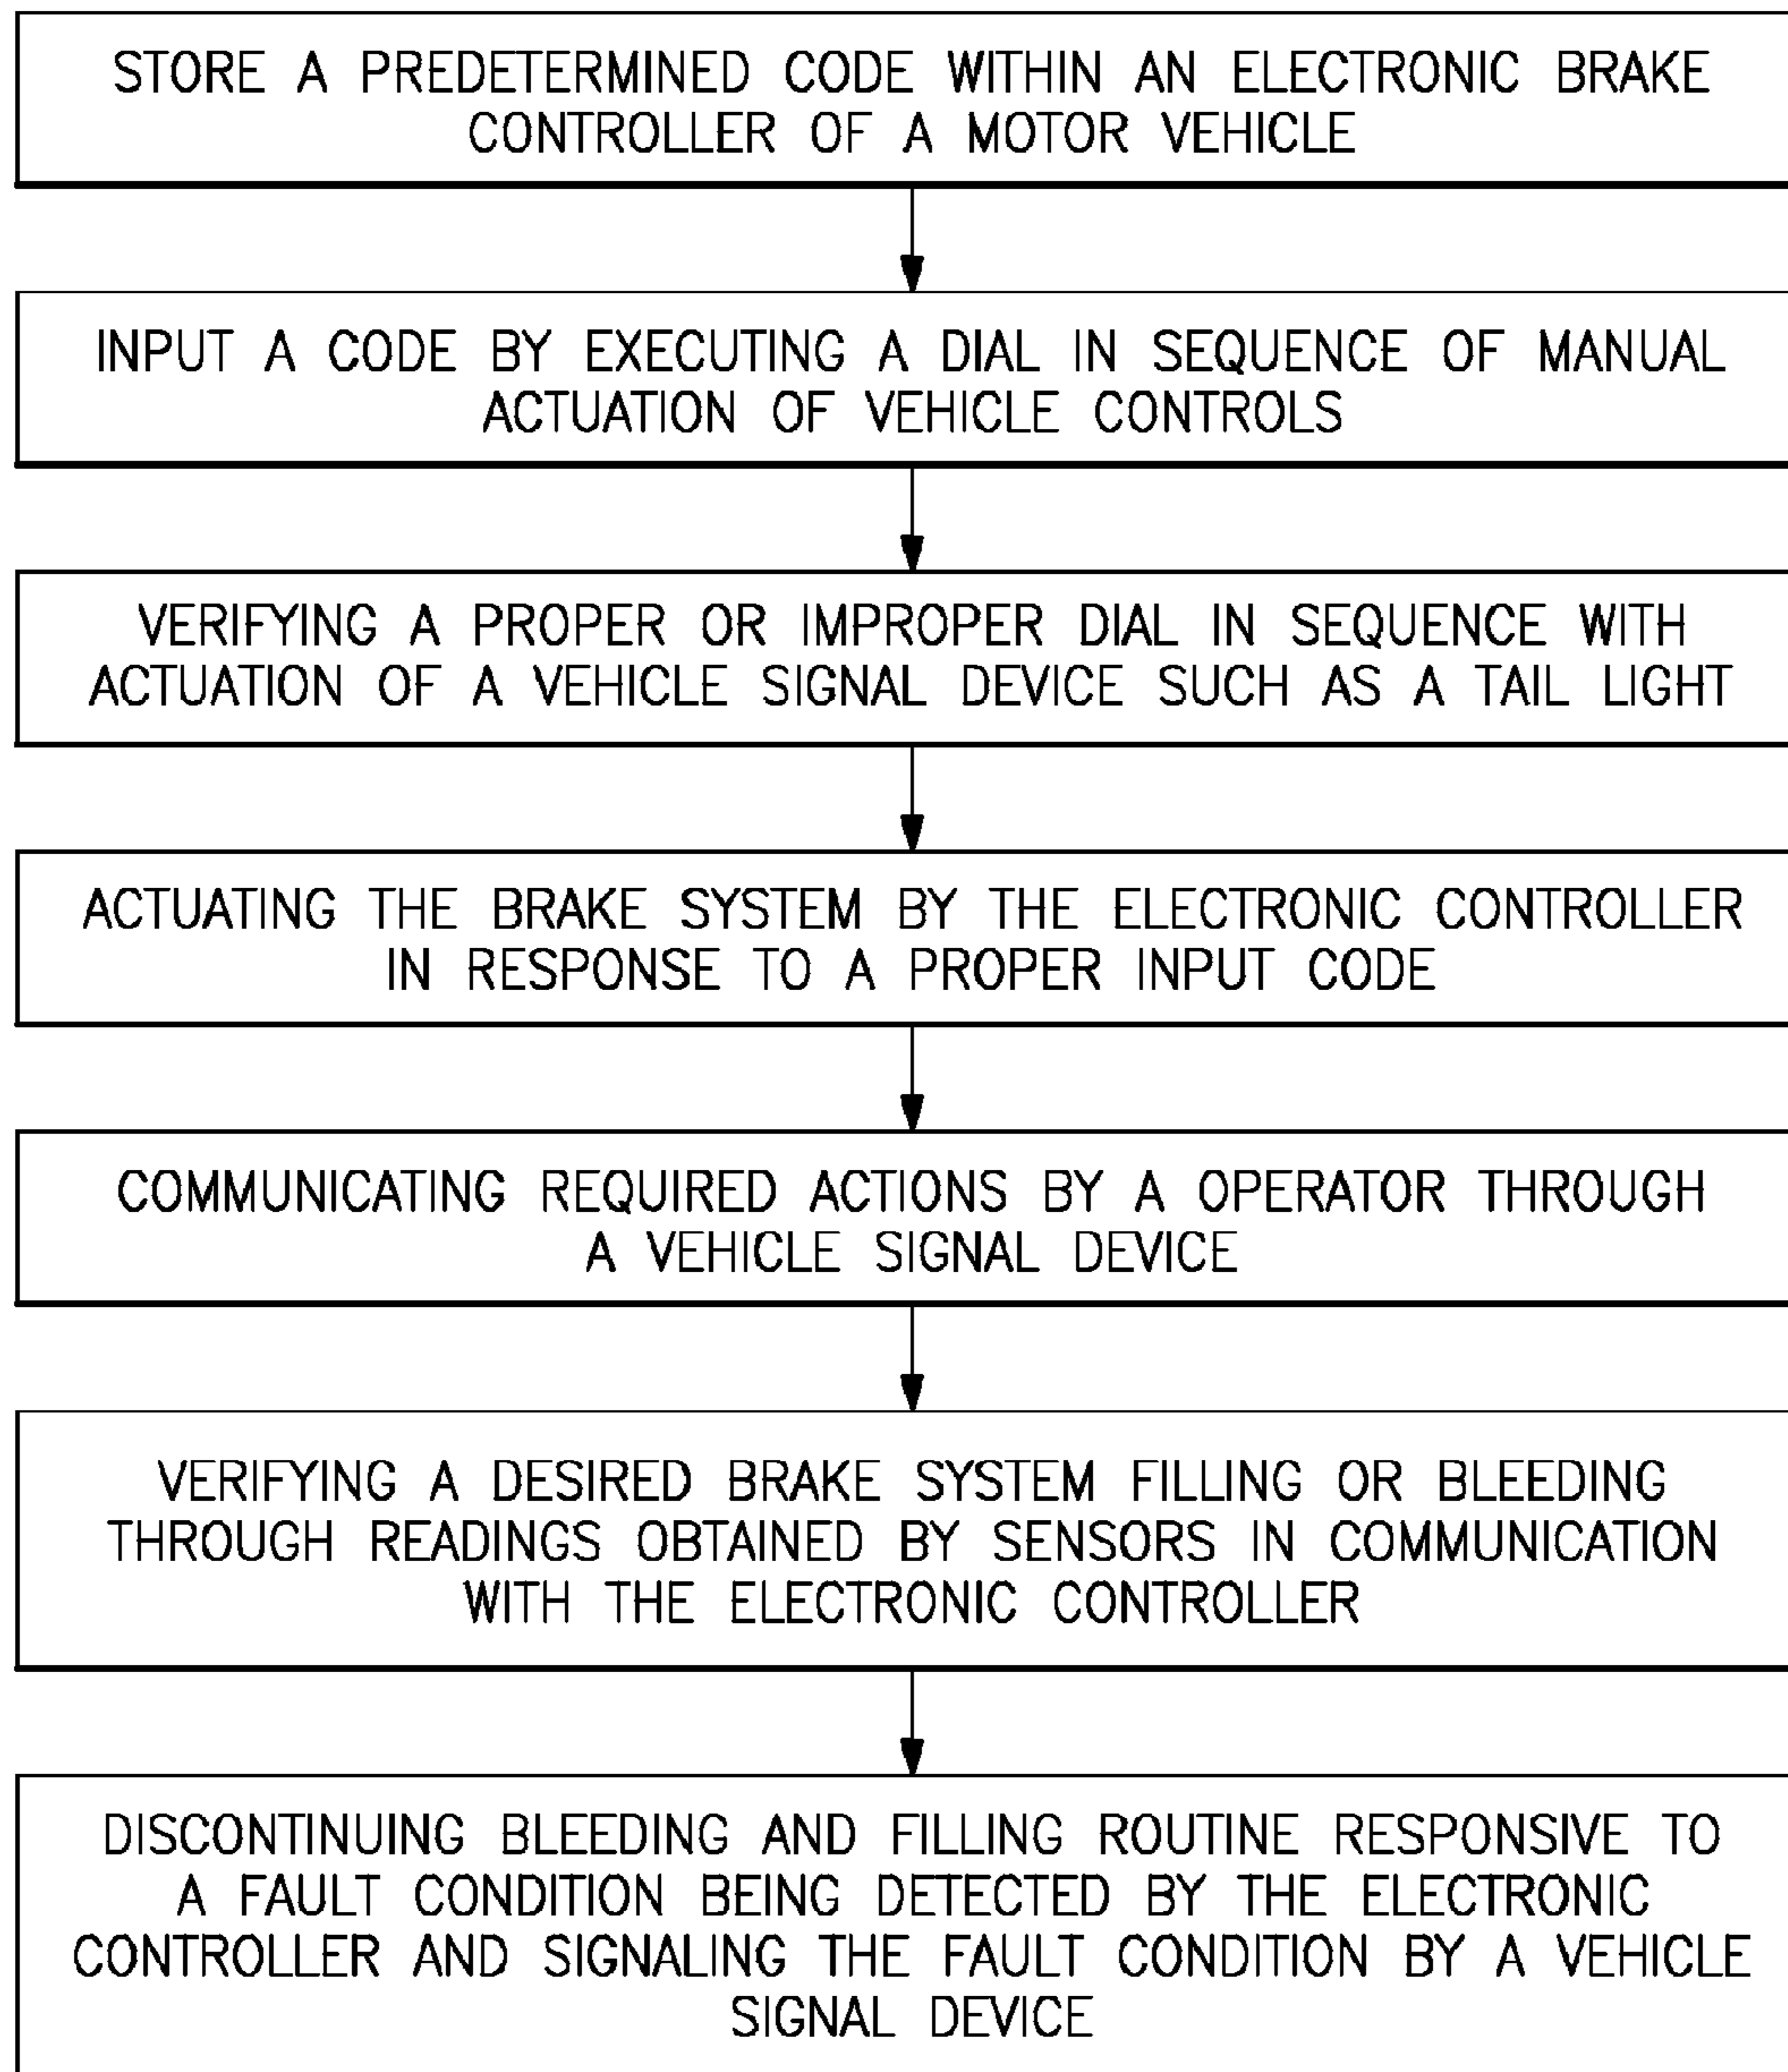 STORE A PREDETERMINED CODE WITHIN AN ELECTRONIC BRAKE
CONTROLLER OF A MOTOR VEHICLE
INPUT A CODE BY EXECUTING A DIAL IN SEQUENCE OF MANUAL
ACTUATION OF VEHICLE CONTROLS
VERIFYING A PROPER OR IMPROPER DIAL IN SEQUENCE WITH
ACTUATION OF A VEHICLE SIGNAL DEVICE SUCH AS A TAIL LIGHT
ACTUATING THE BRAKE SYSTEM BY THE ELECTRONIC CONTROLLER
IN RESPONSE TO A PROPER INPUT CODE
COMMUNICATING REQUIRED ACTIONS BY A OPERATOR THROUGH
A VEHICLE SIGNAL DEVICE
VERIFYING A DESIRED BRAKE SYSTEM FILLING OR BLEEDING
THROUGH READINGS OBTAINED BY SENSORS IN COMMUNICATION
WITH THE ELECTRONIC CONTROLLER
DISCONTINUING BLEEDING AND FILLING ROUTINE RESPONSIVE TO
A FAULT CONDITION BEING DETECTED BY THE ELECTRONIC
CONTROLLER AND SIGNALING THE FAULT CONDITION BY A VEHICLE
SIGNAL DEVICE